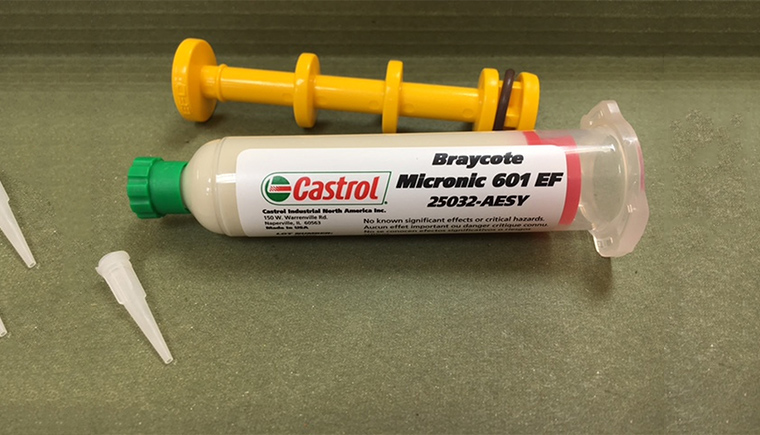 Braycote
Castrol
Micronic 601 EF
25032-AESY
Castrol Industrial North America Inc.
150 W. Warrenville Rd.
Naperville, IL 60563
Made in USA
No known significant effects or critical hazards.
Aucun effet important ou danger critique connu.